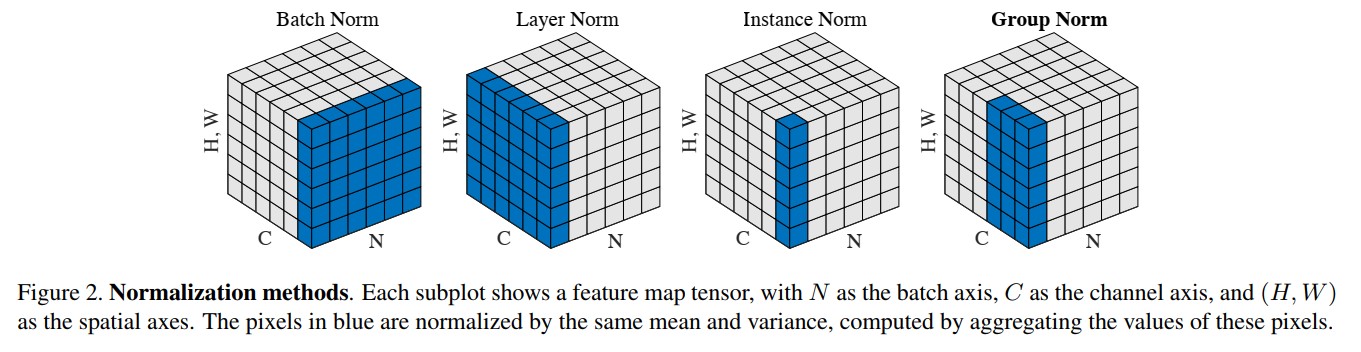 Batch Norm
Layer Norm
Instance Norm
Group Norm
H, W
C
N
H, W
C
N
H, W
C
N
H, W
C
N
Figure 2. Normalization methods. Each subplot shows a feature map tensor, with N as the batch axis, C as the channel axis, and (H, W)
as the spatial axes. The pixels in blue are normalized by the same mean and variance, computed by aggregating the values of these pixels.